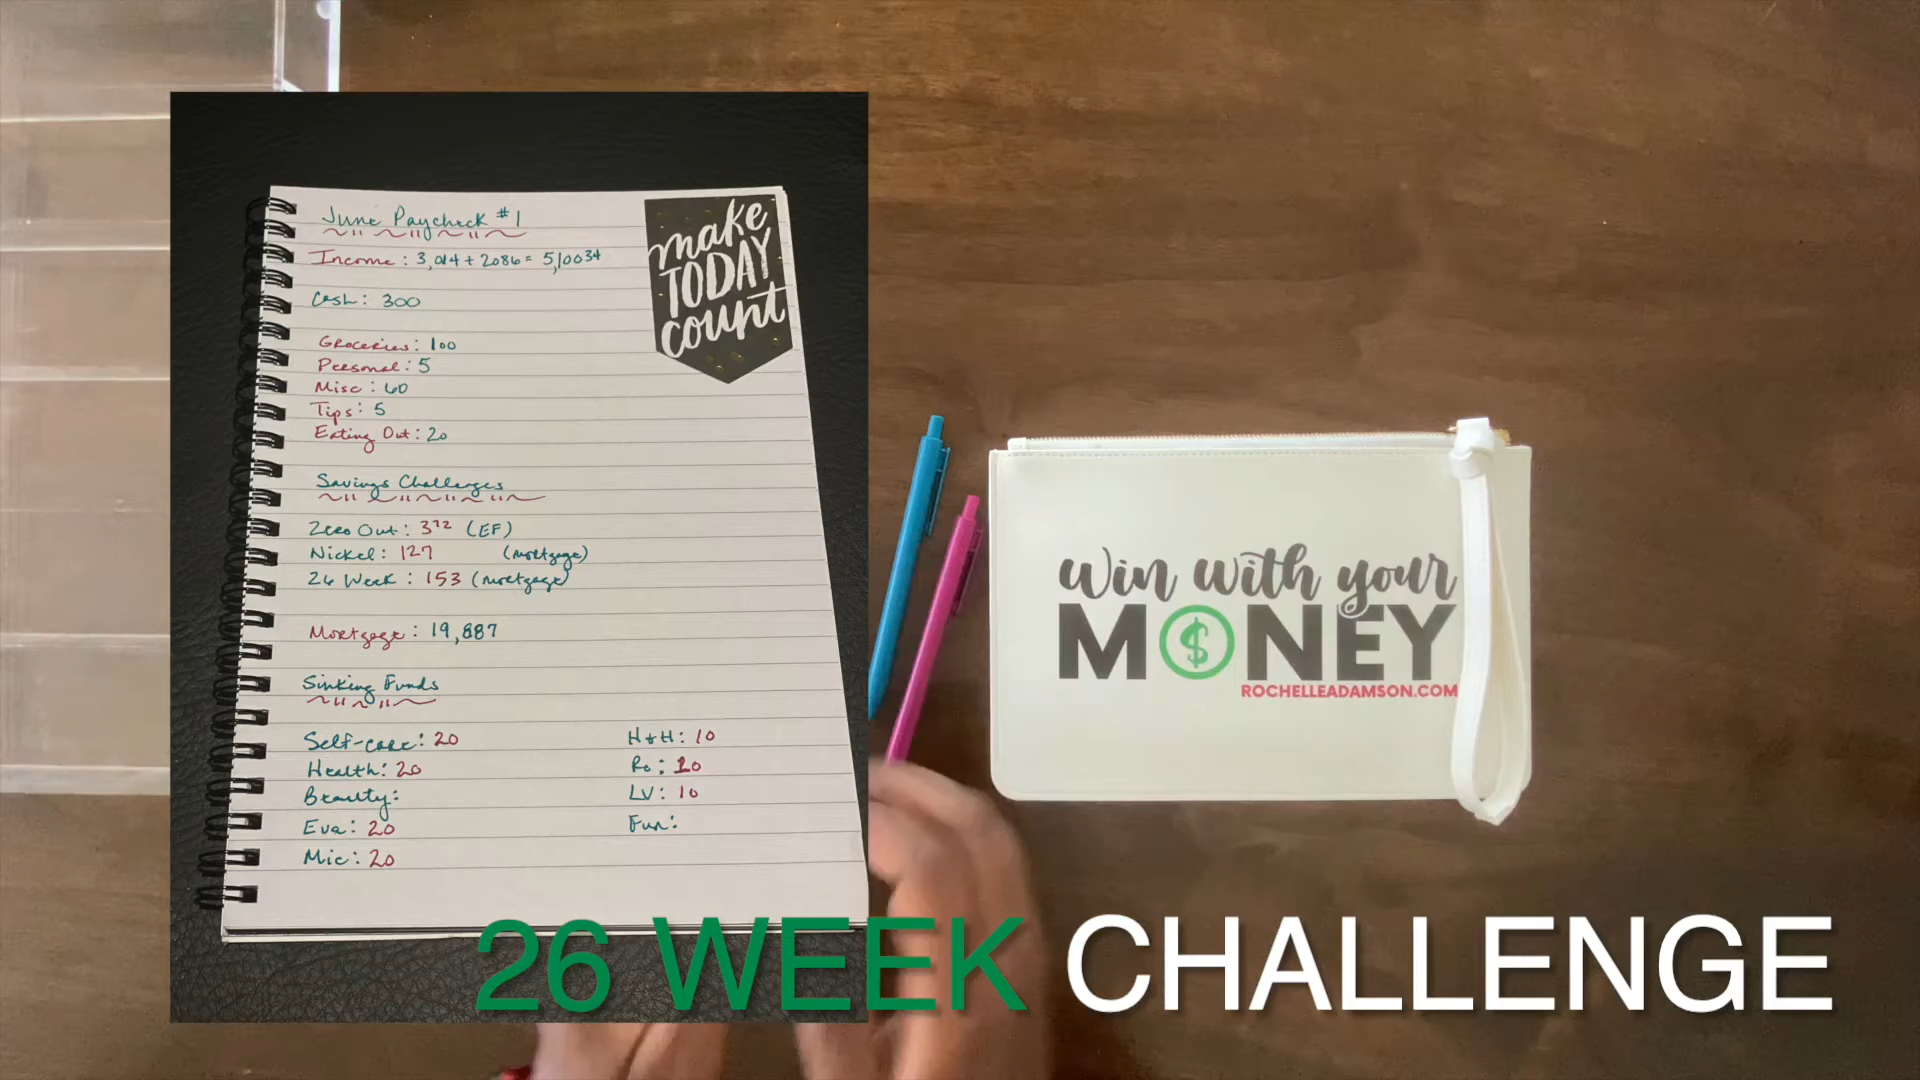 June Paycheck #1
Income: 3,014 + 2086 = 5,10034
Cash: 300
Groceries: 100
Personal: 5
Misc: 60
Tips: 5
Eating Out: 20
make
TODAY
count
Savings Challenges
Zero Out: 372 (EF)
Nickel: 127 (mortgage)
26 Week: 153 (mortgage)
Mortgage: 19,887
Sinking Funds
Self-care: 20
Health: 20
Beauty:
Eva: 20
Mic: 20
H+H: 10
Ro: 20
LV: 10
Fun:
win with your
MONEY
ROCHELLEADAMSON.COM
26 WEEK CHALLENGE